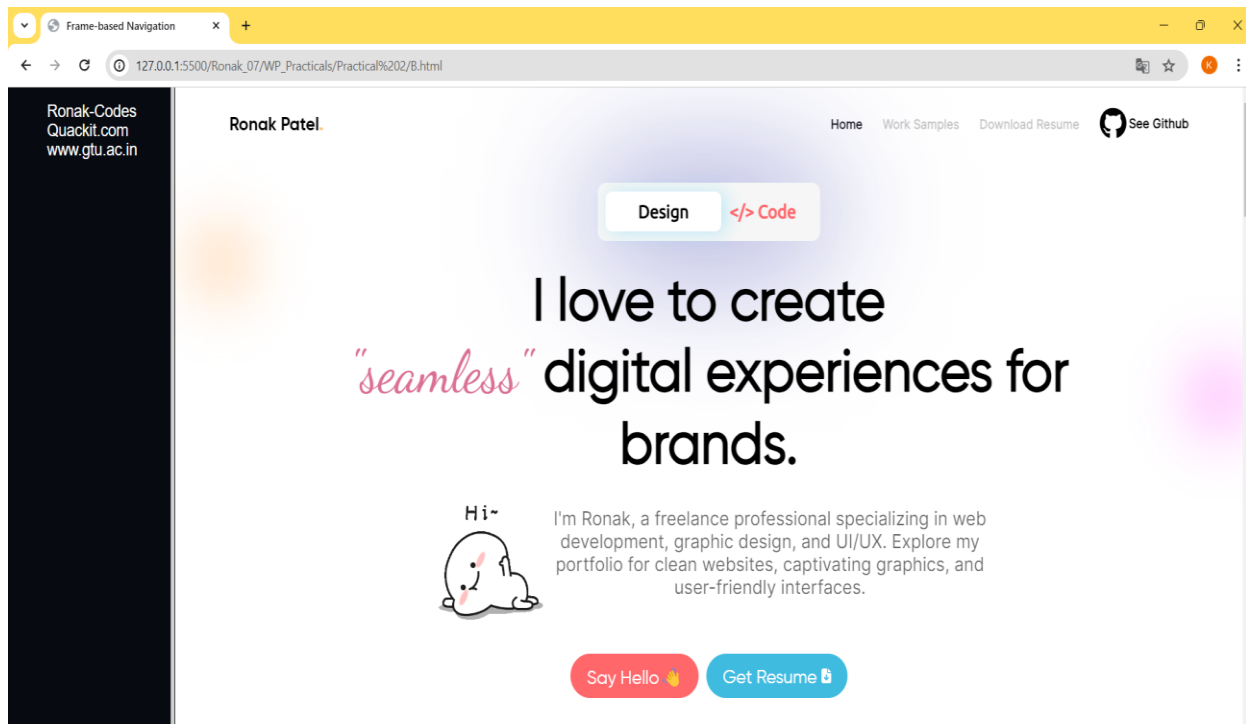 Frame-based Navigation
127.0.0.1:5500/Ronak_07/WP_Practicals/Practical%202/B.html
K
Ronak-Codes
Quackit.com
www.gtu.ac.in
Ronak Patel.
Home Work Samples Download Resume See Github
Design </> Code
I love to create
"seamless" digital experiences for
brands.
Hi~
I'm Ronak, a freelance professional specializing in web
development, graphic design, and UI/UX. Explore my
portfolio for clean websites, captivating graphics, and
user-friendly interfaces.
Say Hello 👋 Get Resume